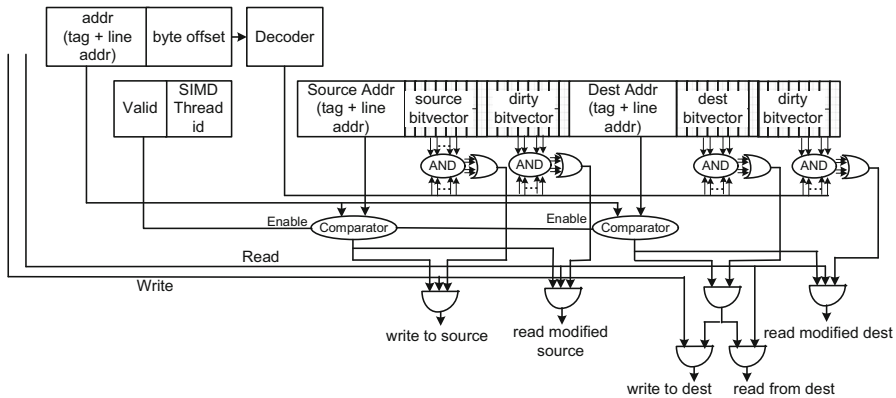 addr
(tag + line
addr)
byte offset
Decoder
Valid
SIMD
Thread
id
Source Addr
(tag + line
addr)
source
bitvector
dirty
bitvector
Dest Addr
(tag + line
addr)
dest
bitvector
dirty
bitvector
AND
AND
AND
AND
Enable
Comparator
Enable
Comparator
Read
Write
write to source
read modified
source
read modified dest
write to dest
read from dest